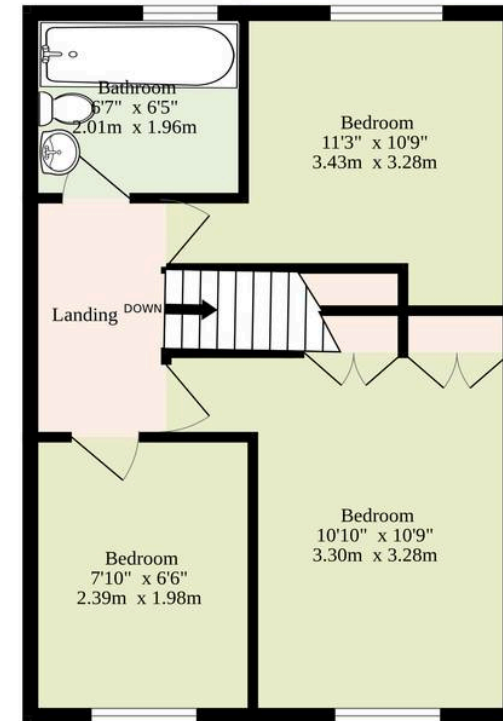 Bathroom
6'7" x 6'5"
2.01m x 1.96m
Bedroom
11'3" x 10'9"
3.43m x 3.28m
Landing
DOWN
Bedroom
10'10" x 10'9"
3.30m x 3.28m
Bedroom
7'10" x 6'6"
2.39m x 1.98m